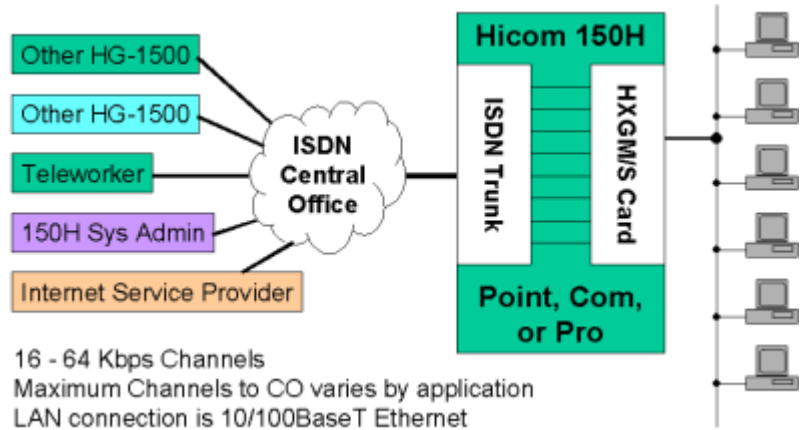 Other HG-1500
Other HG-1500
Teleworker
150H Sys Admin
Internet Service Provider
ISDN
Central
Office
Hicom 150H
ISDN Trunk
HXGM/S Card
Point, Com,
or Pro
16 - 64 Kbps Channels
Maximum Channels to CO varies by application
LAN connection is 10/100BaseT Ethernet